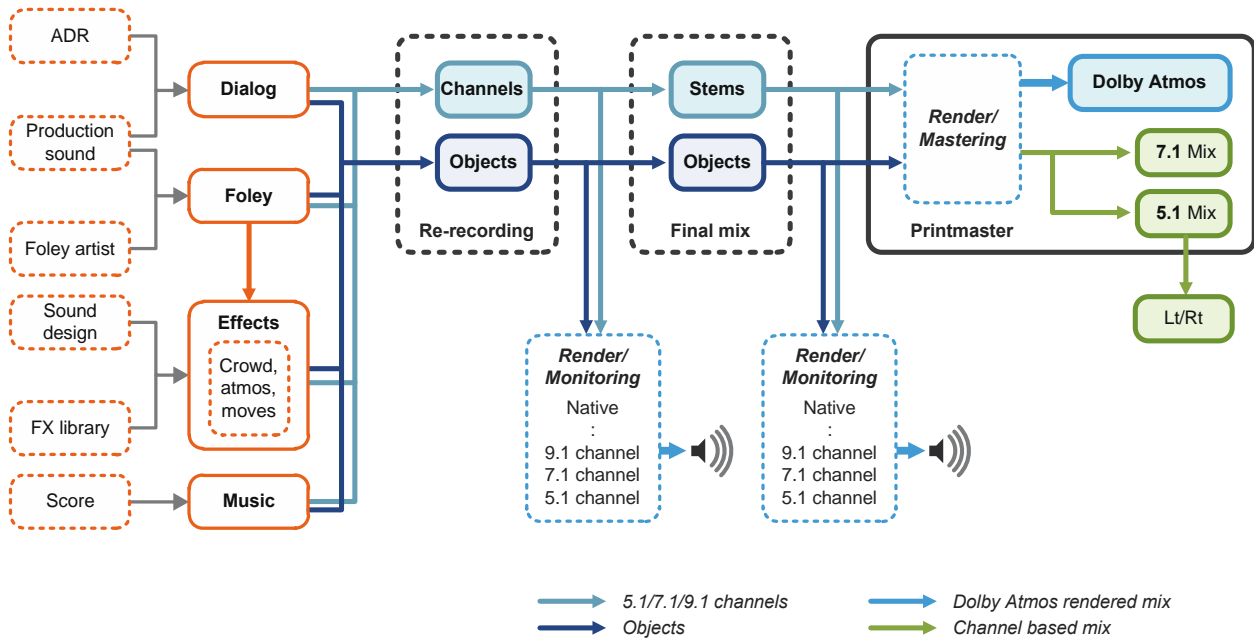 ADR
Production
sound
Foley artist
Sound
design
FX library
Score
Dialog
Foley
Effects
Crowd,
atmos,
moves
Music
Channels
Objects
Re-recording
Stems
Objects
Final mix
Render/
Mastering
Dolby Atmos
7.1 Mix
5.1 Mix
Printmaster
Lt/Rt
Render/
Monitoring
Native
:
9.1 channel
7.1 channel
5.1 channel
Render/
Monitoring
Native
:
9.1 channel
7.1 channel
5.1 channel
5.1/7.1/9.1 channels
Objects
Dolby Atmos rendered mix
Channel based mix